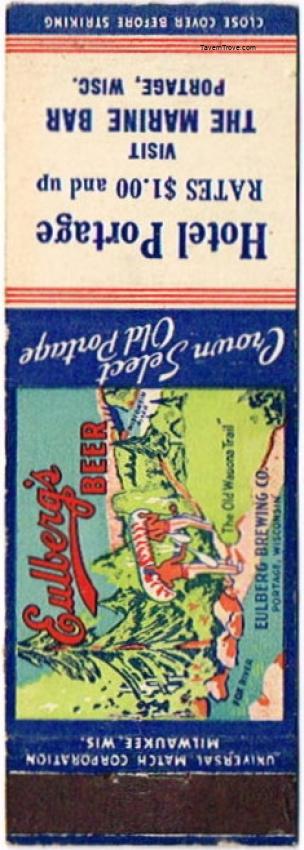 TavernTrove.com
CLOSE COVER BEFORE STRIKING
Hotel Portage
RATES $1.00 and up
VISIT
THE MARINE BAR
PORTAGE, WISC.
Crown Select
Old Portage
Eulberg's
BEER
"The Old Wauona Trail"
EULBERG BREWING CO.
PORTAGE, WISCONSIN
FOX RIVER
UNIVERSAL MATCH CORPORATION
MILWAUKEE, WIS.